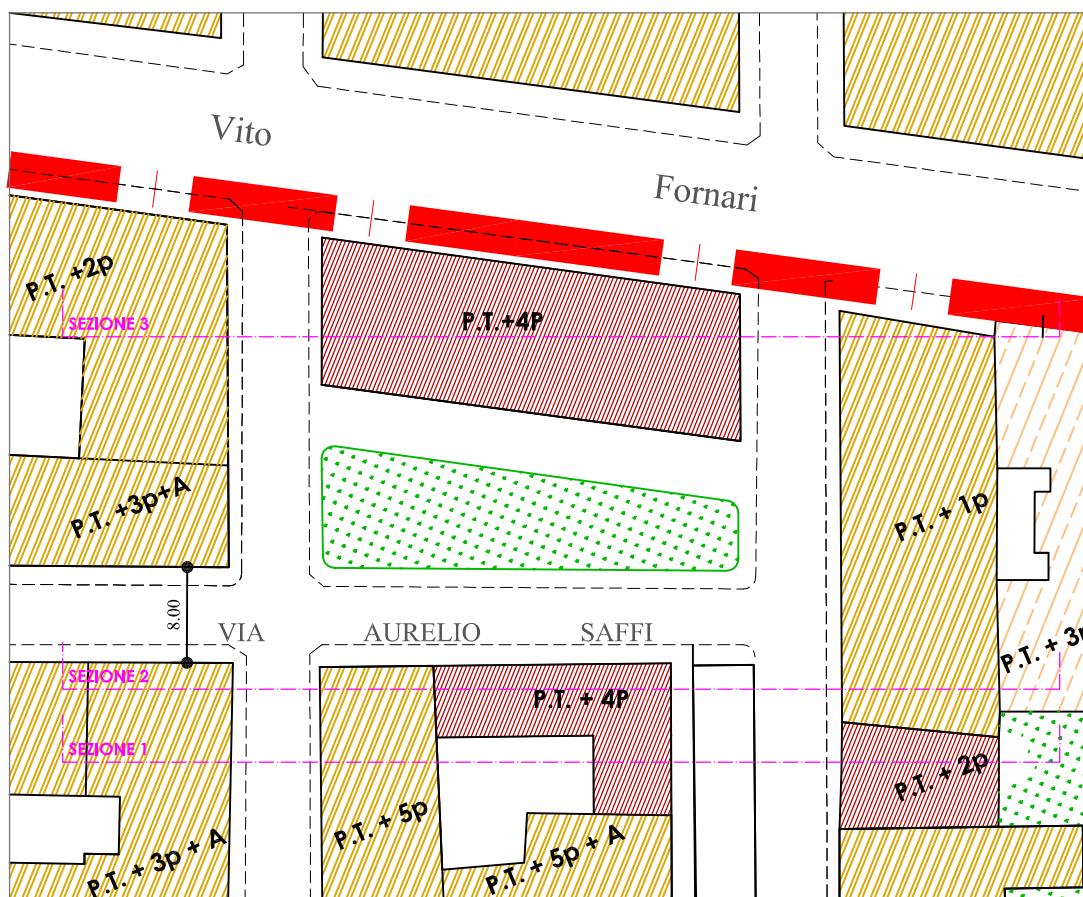 Vito
Fornari
P.T. +2p
SEZIONE 3
P.T.+4P
P.T. +3p+A
P.T. + 1p
8.00
VIA AURELIO SAFFI
P.T. + 3p
SEZIONE 2
P.T. + 4P
SEZIONE 1
P.T. + 2p
P.T. + 5p
P.T. + 3p + A
P.T. + 5p + A